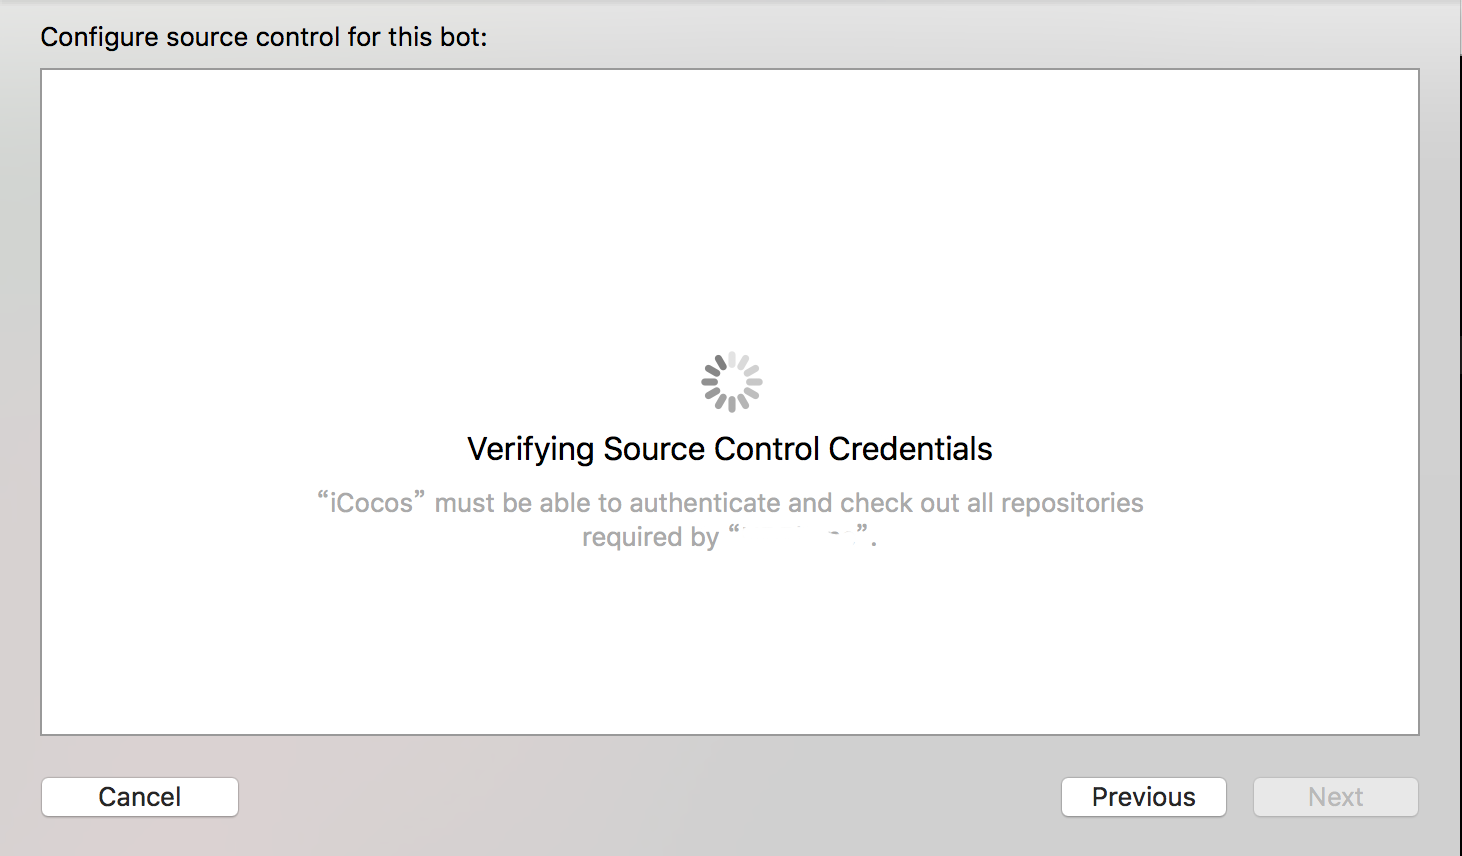 Configure source control for this bot:
Verifying Source Control Credentials
“iCocos” must be able to authenticate and check out all repositories
required by “ ”.
Cancel
Previous
Next